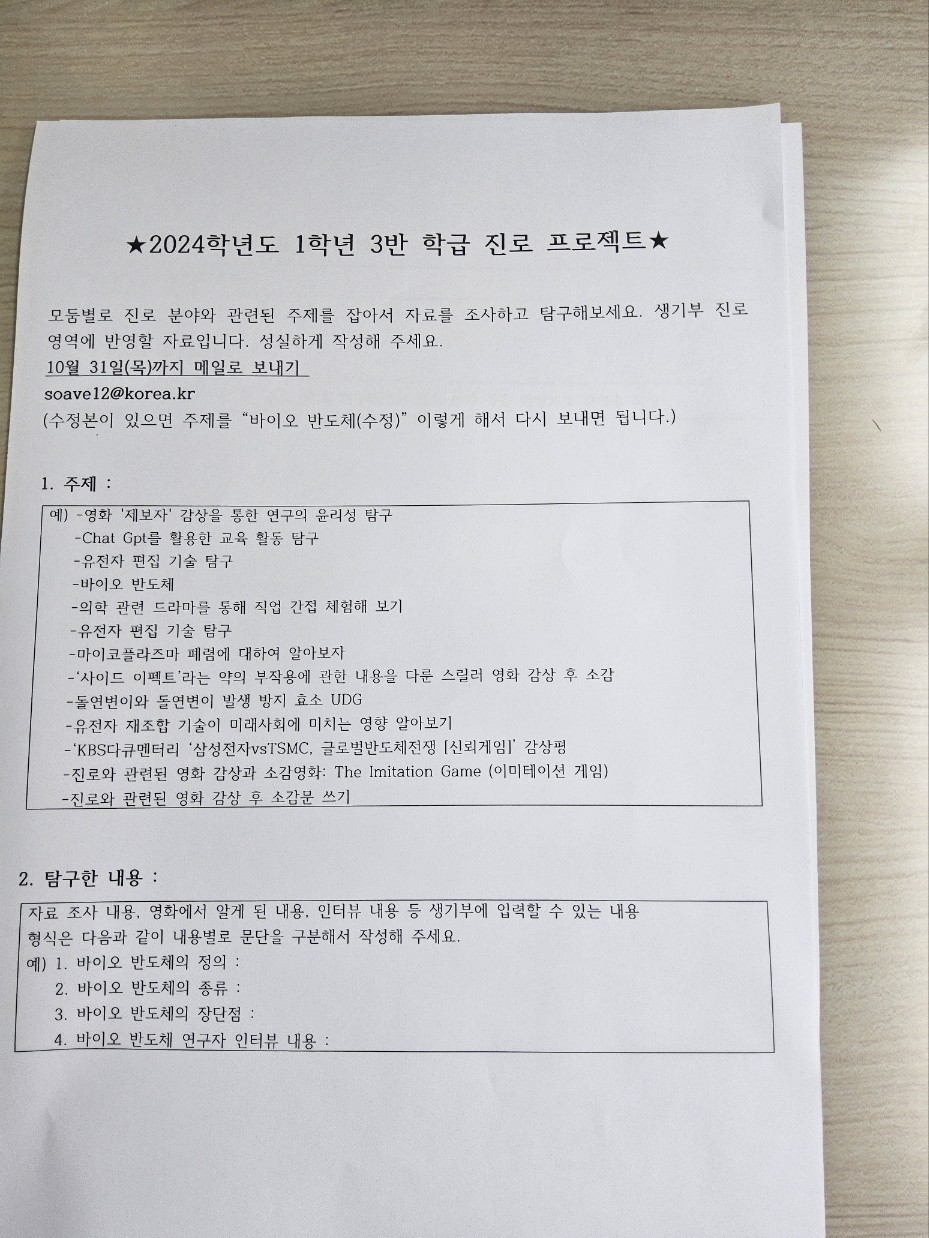 ★2024학년도 1학년 3반 학급 진로 프로젝트★
모둠별로 진로 분야와 관련된 주제를 잡아서 자료를 조사하고 탐구해보세요. 생기부 진로
영역에 반영할 자료입니다. 성실하게 작성해 주세요.
10월 31일(목)까지 메일로 보내기
soave12@korea.kr
(수정본이 있으면 주제를 “바이오 반도체(수정)” 이렇게 해서 다시 보내면 됩니다.)
1. 주제 :
예) -영화 '제보자' 감상을 통한 연구의 윤리성 탐구
-Chat Gpt를 활용한 교육 활동 탐구
-유전자 편집 기술 탐구
-바이오 반도체
-의학 관련 드라마를 통해 직업 간접 체험해 보기
-유전자 편집 기술 탐구
-마이코플라즈마 폐렴에 대하여 알아보자
-‘사이드 이펙트’라는 약의 부작용에 관한 내용을 다룬 스릴러 영화 감상 후 소감
-돌연변이와 돌연변이 발생 방지 효소 UDG
-유전자 재조합 기술이 미래사회에 미치는 영향 알아보기
-‘KBS다큐멘터리 ‘삼성전자vsTSMC, 글로벌반도체전쟁 [신뢰게임]’ 감상평
-진로와 관련된 영화 감상과 소감영화: The Imitation Game (이미테이션 게임)
-진로와 관련된 영화 감상 후 소감문 쓰기
2. 탐구한 내용 :
자료 조사 내용, 영화에서 알게 된 내용, 인터뷰 내용 등 생기부에 입력할 수 있는 내용
형식은 다음과 같이 내용별로 문단을 구분해서 작성해 주세요.
예) 1. 바이오 반도체의 정의 :
2. 바이오 반도체의 종류 :
3. 바이오 반도체의 장단점 :
4. 바이오 반도체 연구자 인터뷰 내용 :